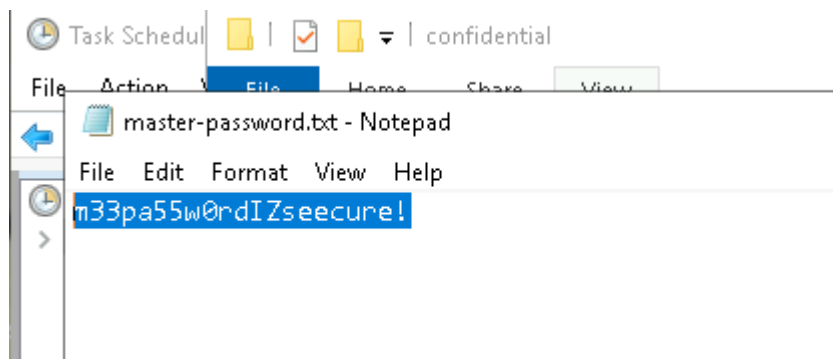 Task Schedul
confidential
File Action
File Home Share View
master-password.txt - Notepad
File Edit Format View Help
m33pa55w0rdIZseecure!